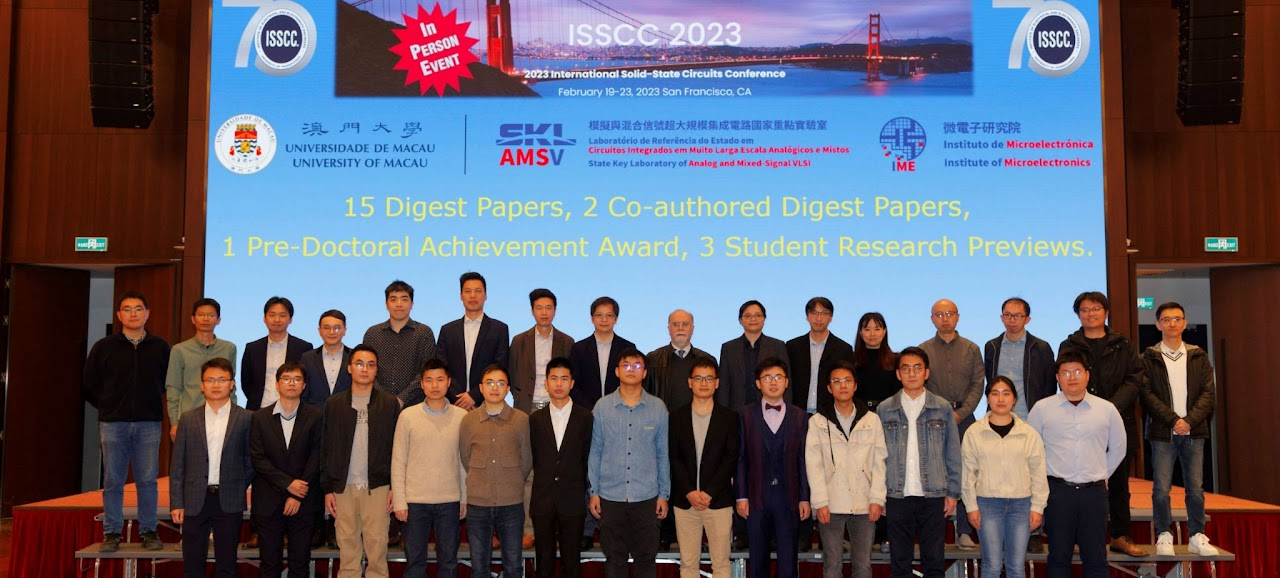 70 ISSCC.
In
Person
Event
ISSCC 2023
2023 International Solid-State Circuits Conference
February 19-23, 2023 San Francisco, CA
70 ISSCC.
UNIVERSIDADE DE MACAU
澳門大學
UNIVERSIDADE DE MACAU
UNIVERSITY OF MACAU
SKL
AMSV
模擬與混合信號超大規模集成電路國家重點實驗室
Laboratório de Referência do Estado em
Circuitos Integrados em Muito Larga Escala Analógicos e Mistos
State Key Laboratory of Analog and Mixed-Signal VLSI
IME
微電子研究院
Instituto de Microelectrónica
Institute of Microelectronics
15 Digest Papers, 2 Co-authored Digest Papers,
1 Pre-Doctoral Achievement Award, 3 Student Research Previews.
EXIT
EXIT